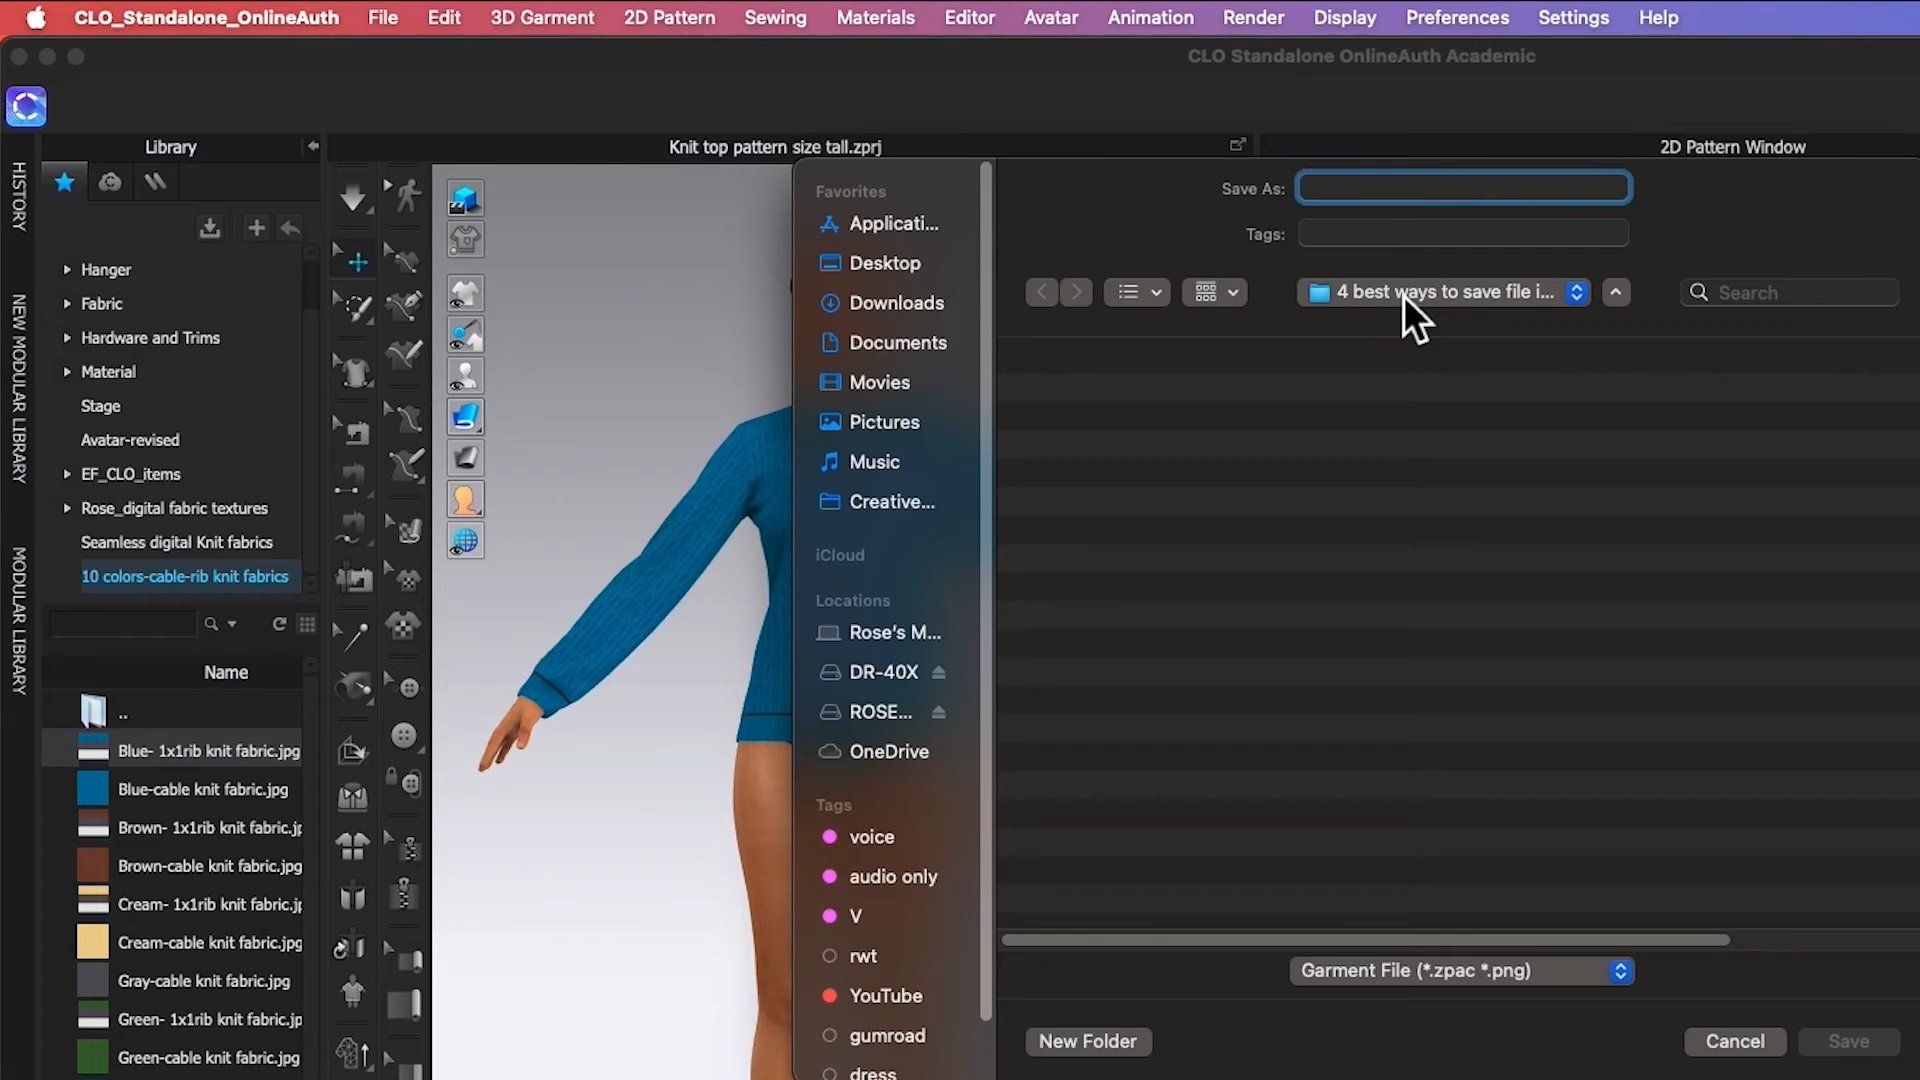 CLO_Standalone_OnlineAuth File Edit 3D Garment 2D Pattern Sewing Materials Editor Avatar Animation Render Display Preferences Settings Help
CLO Standalone OnlineAuth Academic
Library
Knit top pattern size tall.zprj
2D Pattern Window
HISTORY
NEW MODULAR LIBRARY
MODULAR LIBRARY
Hanger
Fabric
Hardware and Trims
Material
Stage
Avatar-revised
EF_CLO_items
Rose_digital fabric textures
Seamless digital Knit fabrics
10 colors-cable-rib knit fabrics
Name
..
Blue- 1x1rib knit fabric.jpg
Blue-cable knit fabric.jpg
Brown- 1x1rib knit fabric.jp
Brown-cable knit fabric.jpg
Cream- 1x1rib knit fabric.jp
Cream-cable knit fabric.jpg
Gray-cable knit fabric.jpg
Green- 1x1rib knit fabric.jp
Green-cable knit fabric.jpg
Favorites
Applicati...
Desktop
Downloads
Documents
Movies
Pictures
Music
Creative...
iCloud
Locations
Rose's M...
DR-40X
ROSE...
OneDrive
Tags
voice
audio only
V
rwt
YouTube
gumroad
dress
Save As:
Tags:
4 best ways to save file i...
Search
Garment File (*.zpac *.png)
New Folder
Cancel
Save